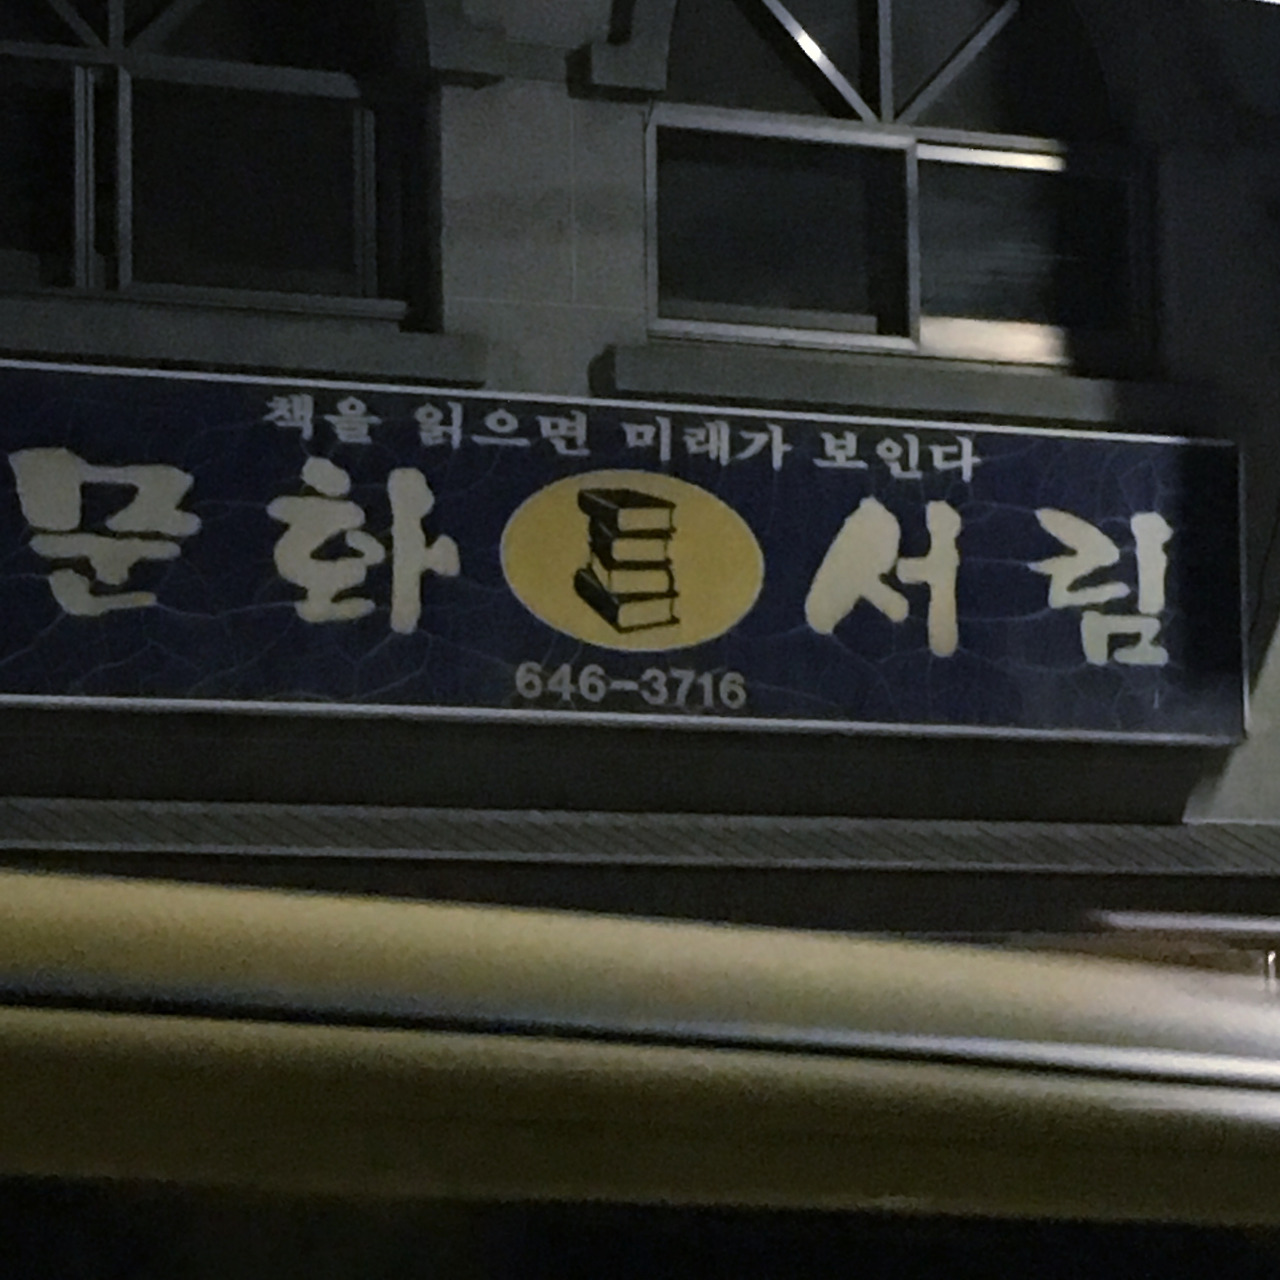 책을 읽으면 미래가 보인다
문화 서림
646-3716